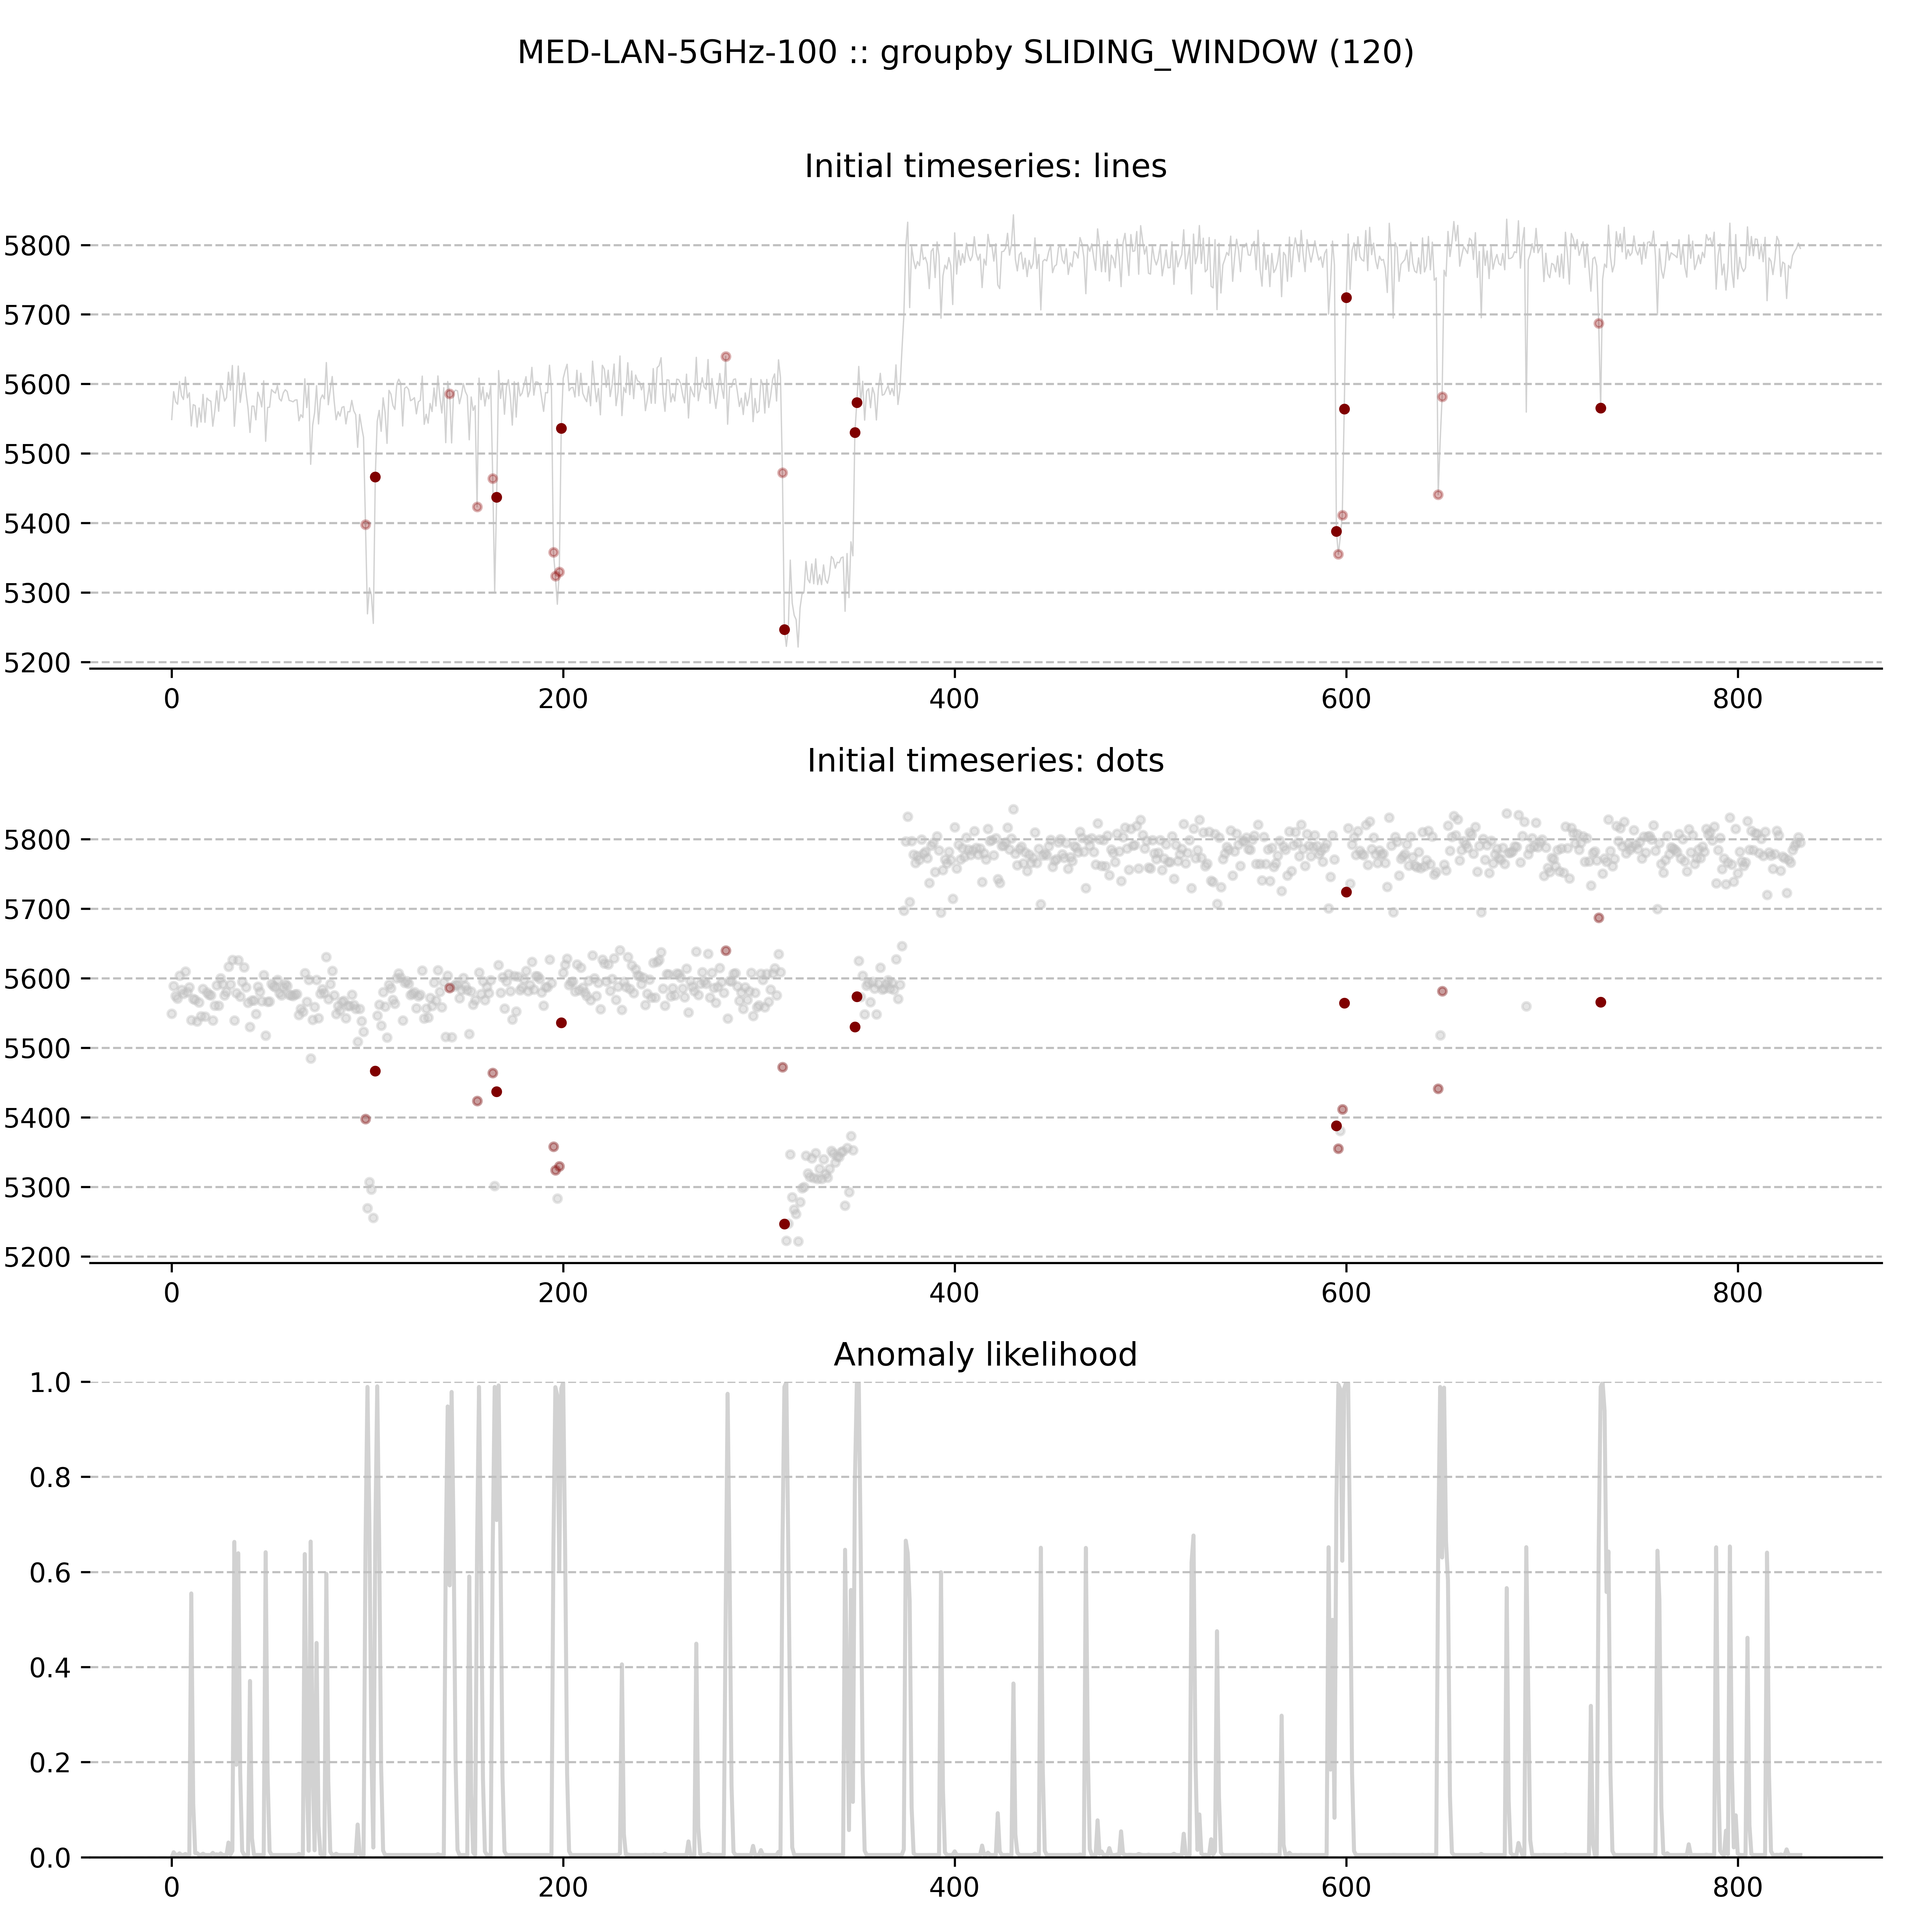 MED-LAN-5GHz-100 :: groupby SLIDING_WINDOW (120)
Initial timeseries: lines
5800
5700
5600
5500
5400
5300
5200
0 200 400 600 800
Initial timeseries: dots
5800
5700
5600
5500
5400
5300
5200
0 200 400 600 800
Anomaly likelihood
1.0
0.8
0.6
0.4
0.2
0.0
0 200 400 600 800